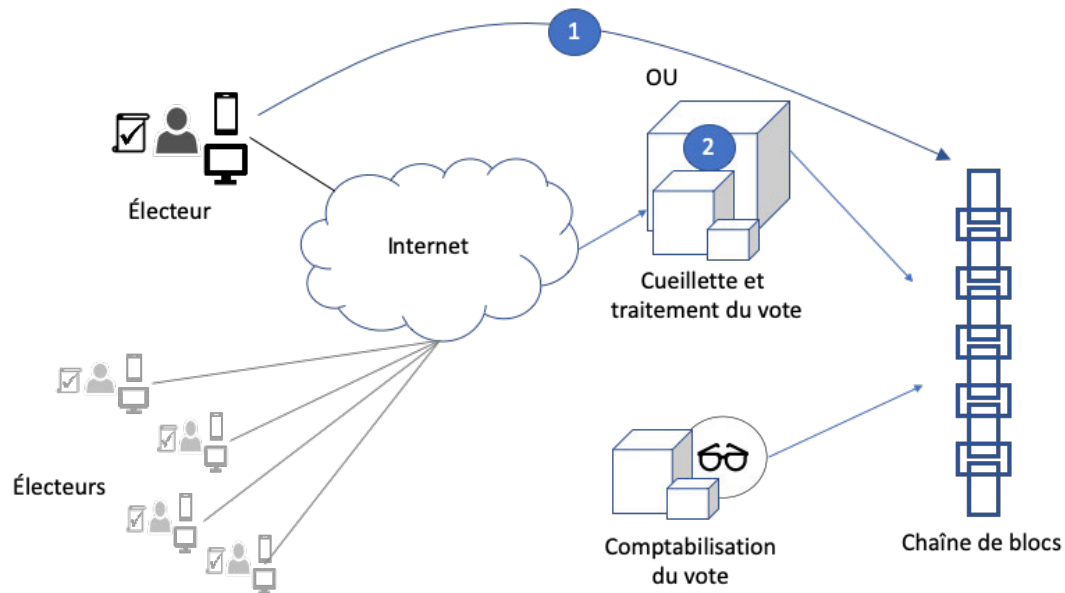 1
OU
2
Électeur
Internet
Cueillette et
traitement du vote
Électeurs
Comptabilisation
du vote
Chaîne de blocs